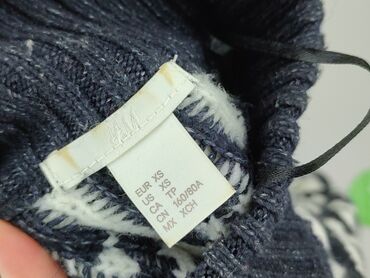 H&M
EUR XS
US XS
CA TP
CN 160/80A
MX XCH